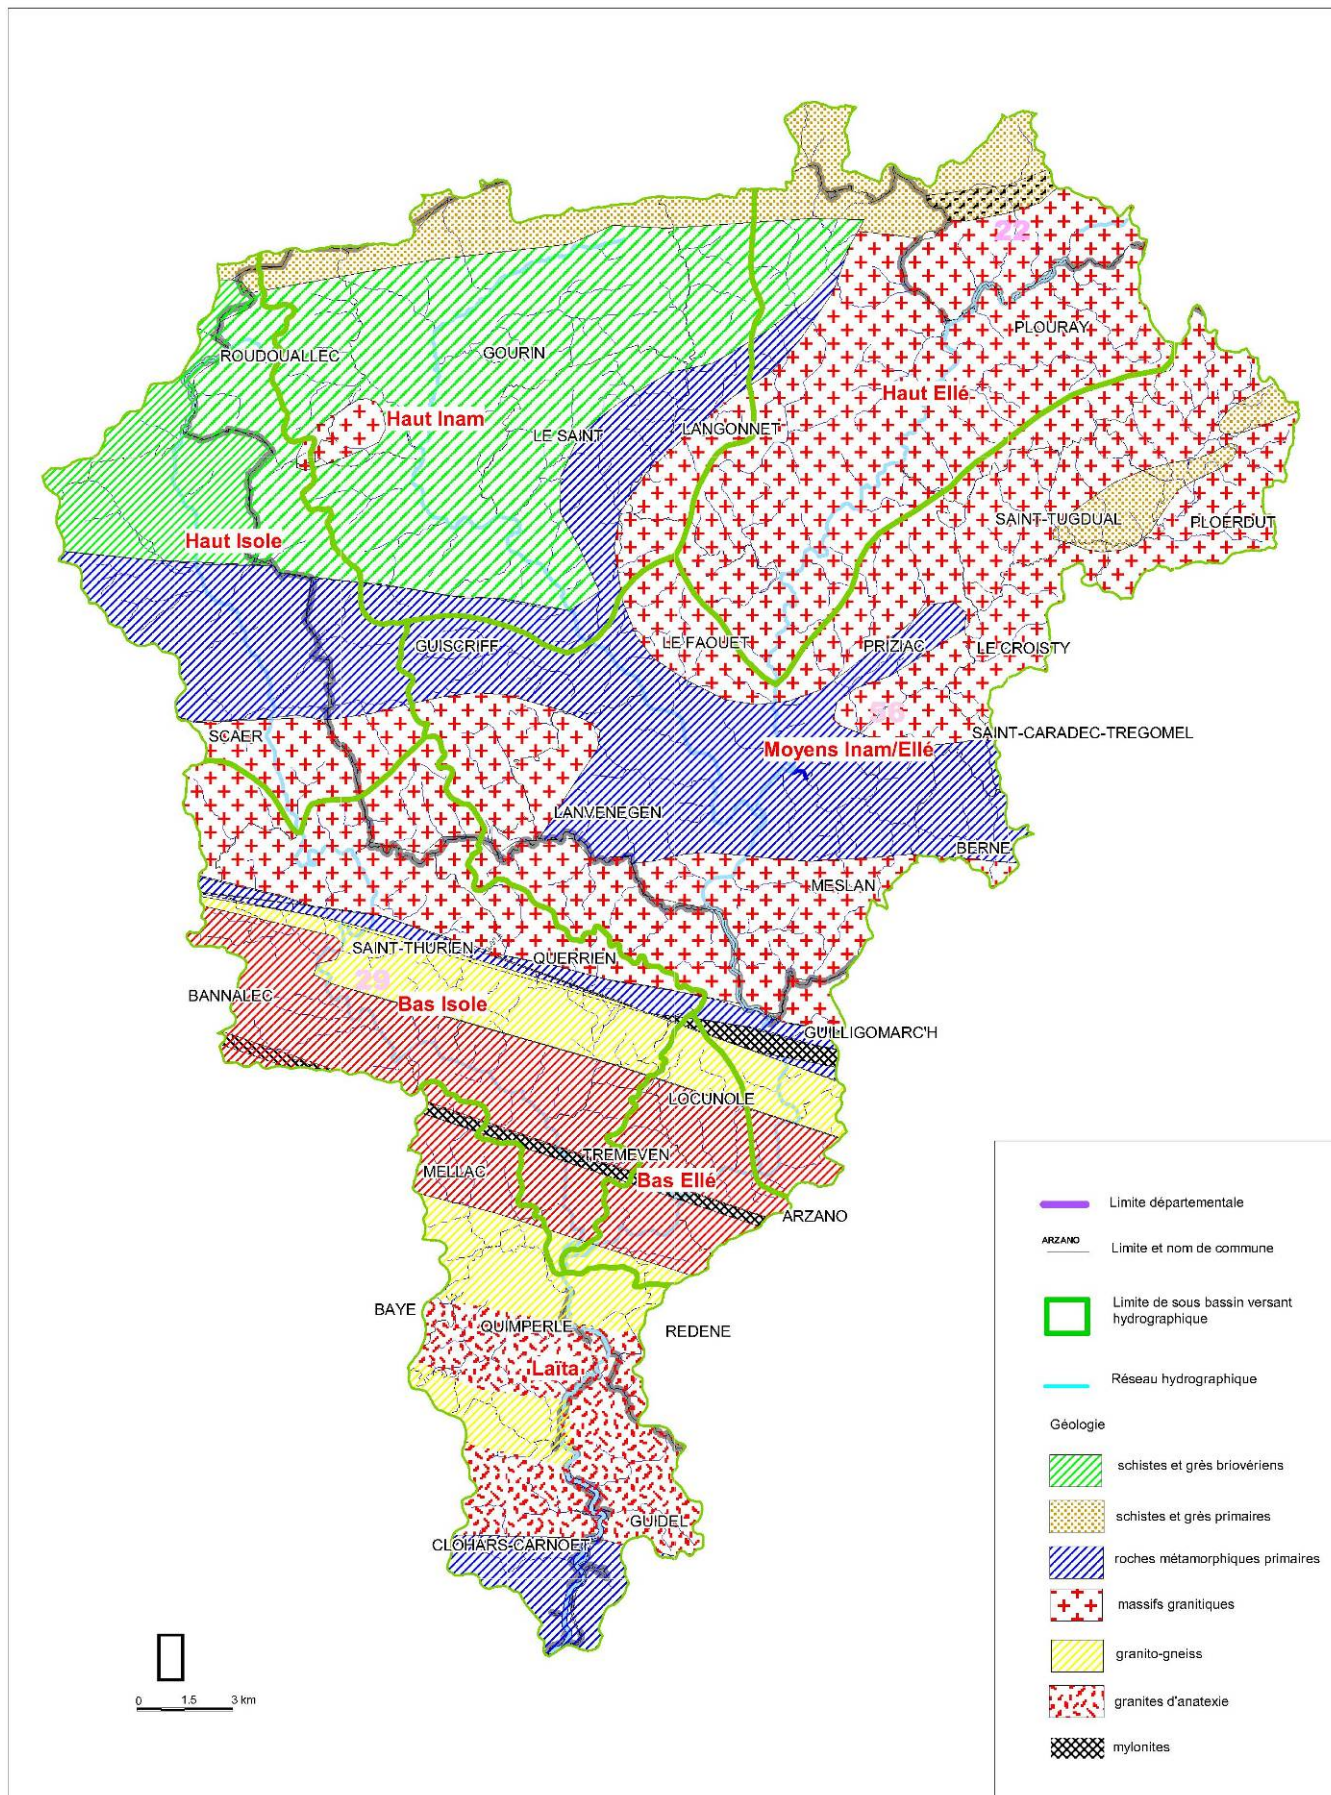 22
PLOURAY
ROUDOUALLEC
GOURIN
Haut Ellé
Haut Inam
LE SAINT
LANGONNET
SAINT-TUGDUAL
PLOERDUT
Haut Isole
GUISCRIFF
LE FAOUET
PRIZIAC
LE CROISTY
56
SCAER
SAINT-CARADEC-TREGOMEL
Moyens Inam/Ellé
LANVENEGEN
BERNE
MESLAN
SAINT-THURIEN
QUERRIEN
29
BANNALEC
Bas Isole
GUILLIGOMARC'H
LOCUNOLE
TREMEVEN
MELLAC
Bas Ellé
ARZANO
BAYE
QUIMPERLE
REDENE
Laïta
GUIDEL
CLOHARS-CARNOET
0 1.5 3 km
Limite départementale
ARZANO
Limite et nom de commune
Limite de sous bassin versant
hydrographique
Réseau hydrographique
Géologie
schistes et grès briovériens
schistes et grès primaires
roches métamorphiques primaires
massifs granitiques
granito-gneiss
granites d'anatexie
mylonites